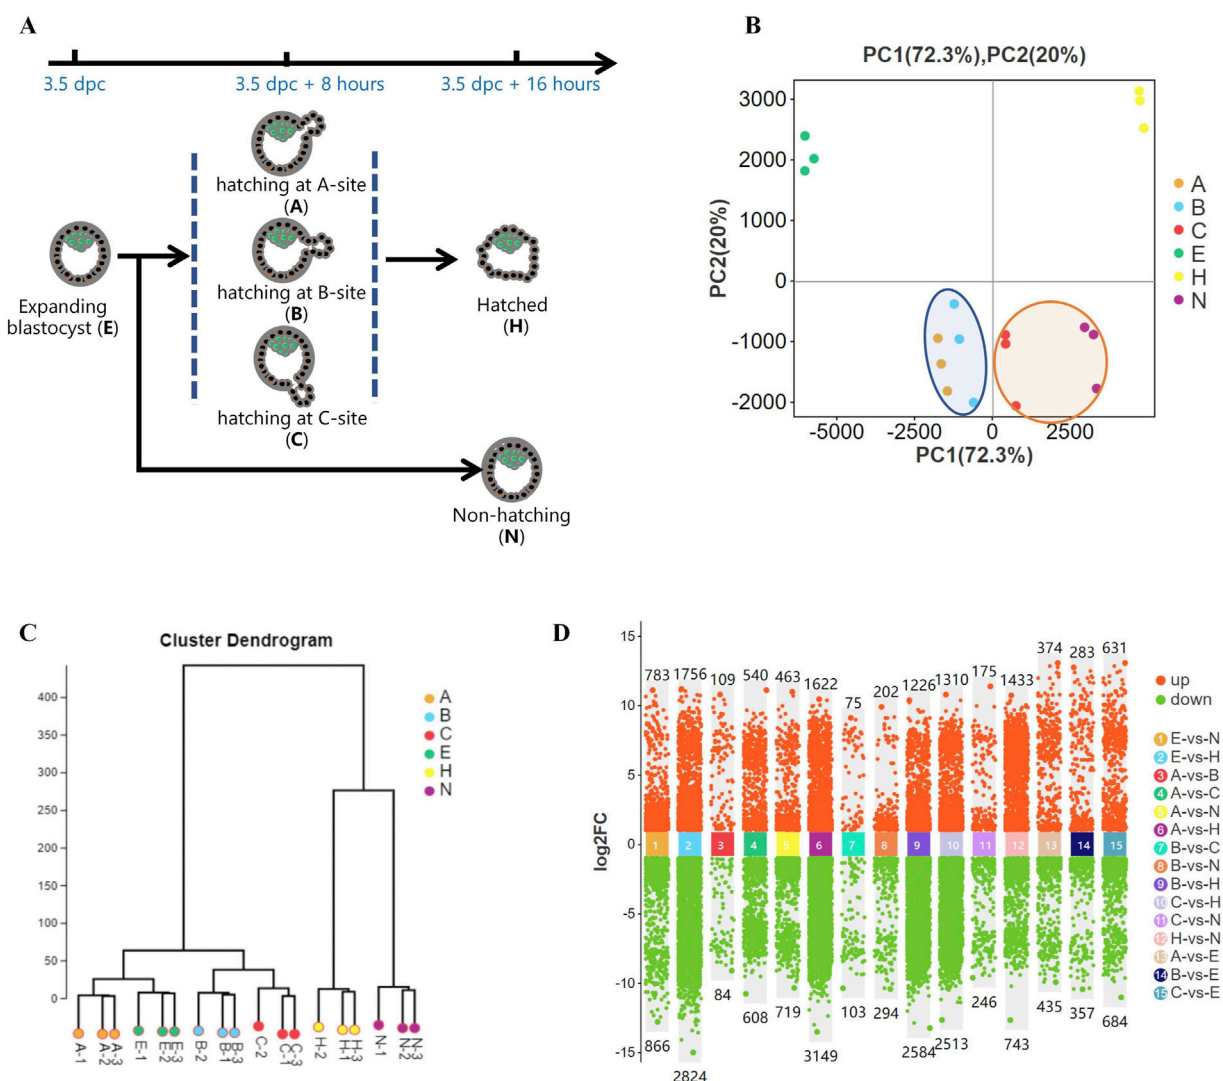 A
3.5 dpc
3.5 dpc + 8 hours
3.5 dpc + 16 hours
hatching at A-site
(A)
hatching at B-site
(B)
hatching at C-site
(C)
Expanding
blastocyst (E)
Hatched
(H)
Non-hatching
(N)
B
PC1(72.3%),PC2(20%)
PC2(20%)
3000
2000
1000
0
-1000
-2000
-5000
-2500
0
2500
PC1(72.3%)
A
B
C
E
H
N
C
Cluster Dendrogram
400
350
300
250
200
150
100
50
0
A
B
C
E
H
N
A-1
A-2
A-3
E-1
E-2
E-3
B-2
B-1
B-3
C-2
C-1
C-3
H-2
H-1
H-3
N-1
N-2
N-3
D
log2FC
15
10
5
0
-5
-10
-15
783
1756
109
540
463
1622
75
202
1226
1310
175
1433
374
283
631
1
2
3
4
5
6
7
8
9
10
11
12
13
14
15
866
2824
84
608
719
3149
103
294
2584
2513
246
743
435
357
684
up
down
1 E-vs-N
2 E-vs-H
3 A-vs-B
4 A-vs-C
5 A-vs-N
6 A-vs-H
7 B-vs-C
8 B-vs-N
9 B-vs-H
10 C-vs-H
11 C-vs-N
12 H-vs-N
13 A-vs-E
14 B-vs-E
15 C-vs-E